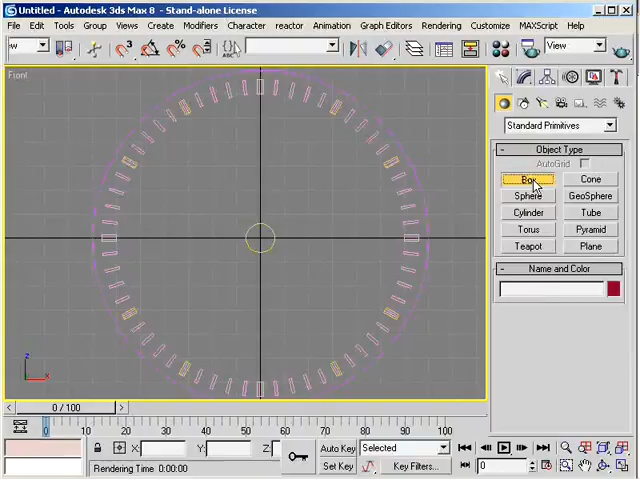 Untitled - Autodesk 3ds Max 8 - Stand-alone License
File Edit Tools Group Views Create Modifiers Character reactor Animation Graph Editors Rendering Customize MAXScript Help
View
Front
Standard Primitives
- Object Type
AutoGrid
Box Cone
Sphere GeoSphere
Cylinder Tube
Torus Pyramid
Teapot Plane
- Name and Color
z
x
< 0 / 100 >
0 10 20 30 40 50 60 70 80 90 100
X: Y: Z: Auto Key Selected
Rendering Time 0:00:00 Set Key Key Filters... 0